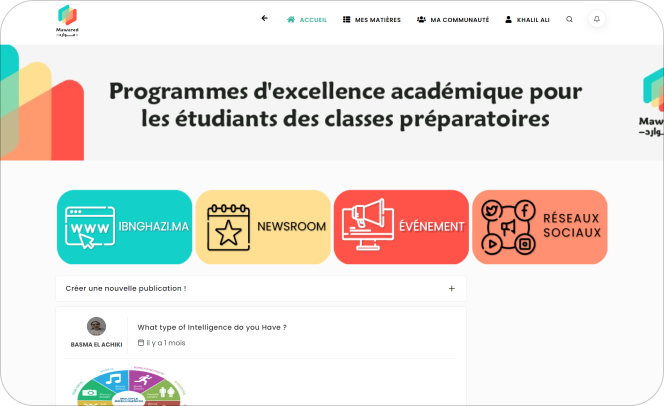 Mawared
موارد
ACCUEIL
MES MATIÈRES
MA COMMUNAUTÉ
KHALIL ALI
Programmes d'excellence académique pour
les étudiants des classes préparatoires
WWW
IBNGHAZI.MA
NEWSROOM
ÉVÉNEMENT
RÉSEAUX
SOCIAUX
Créer une nouvelle publication !
+
BASMA EL ACHIKI
What type of Intelligence do you Have ?
il y a 1 mois
MULTIPLE